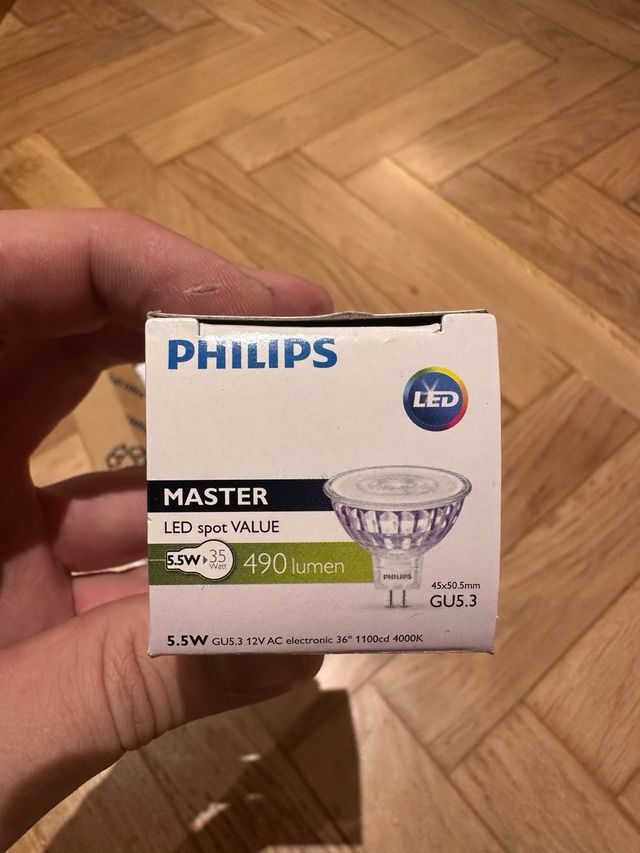 PHILIPS
LED
MASTER
LED spot VALUE
5.5W 35 Watt
490 lumen
PHILIPS
45x50.5mm
GU5.3
5.5W GU5.3 12V AC electronic 36° 1100cd 4000K